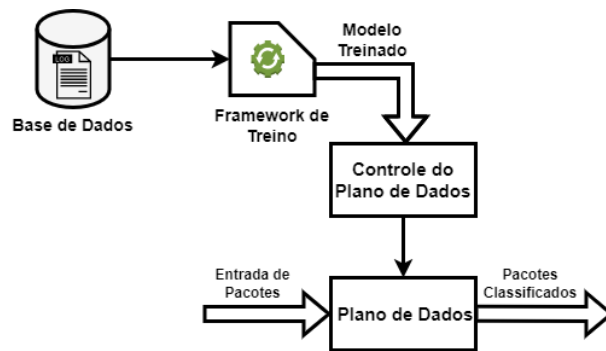 Modelo
Treinado
LOG
Base de Dados
Framework de
Treino
Controle do
Plano de Dados
Entrada de
Pacotes
Plano de Dados
Pacotes
Classificados